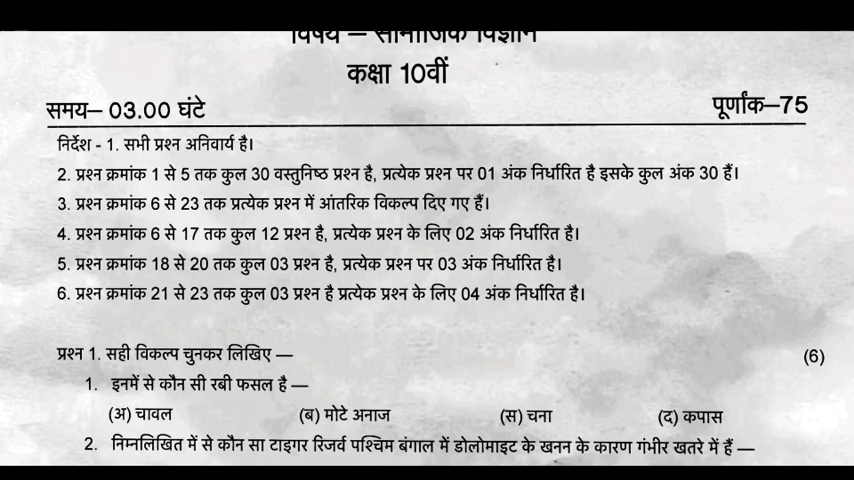 विषय – सामाजिक विज्ञान
कक्षा 10वीं
समय– 03.00 घंटे पूर्णांक–75
निर्देश - 1. सभी प्रश्न अनिवार्य है।
2. प्रश्न क्रमांक 1 से 5 तक कुल 30 वस्तुनिष्ठ प्रश्न है, प्रत्येक प्रश्न पर 01 अंक निर्धारित है इसके कुल अंक 30 हैं।
3. प्रश्न क्रमांक 6 से 23 तक प्रत्येक प्रश्न में आंतरिक विकल्प दिए गए हैं।
4. प्रश्न क्रमांक 6 से 17 तक कुल 12 प्रश्न है, प्रत्येक प्रश्न के लिए 02 अंक निर्धारित है।
5. प्रश्न क्रमांक 18 से 20 तक कुल 03 प्रश्न है, प्रत्येक प्रश्न पर 03 अंक निर्धारित है।
6. प्रश्न क्रमांक 21 से 23 तक कुल 03 प्रश्न है प्रत्येक प्रश्न के लिए 04 अंक निर्धारित है।
प्रश्न 1. सही विकल्प चुनकर लिखिए — (6)
1. इनमें से कौन सी रबी फसल है —
(अ) चावल (ब) मोटे अनाज (स) चना (द) कपास
2. निम्नलिखित में से कौन सा टाइगर रिजर्व पश्चिम बंगाल में डोलोमाइट के खनन के कारण गंभीर खतरे में हैं —